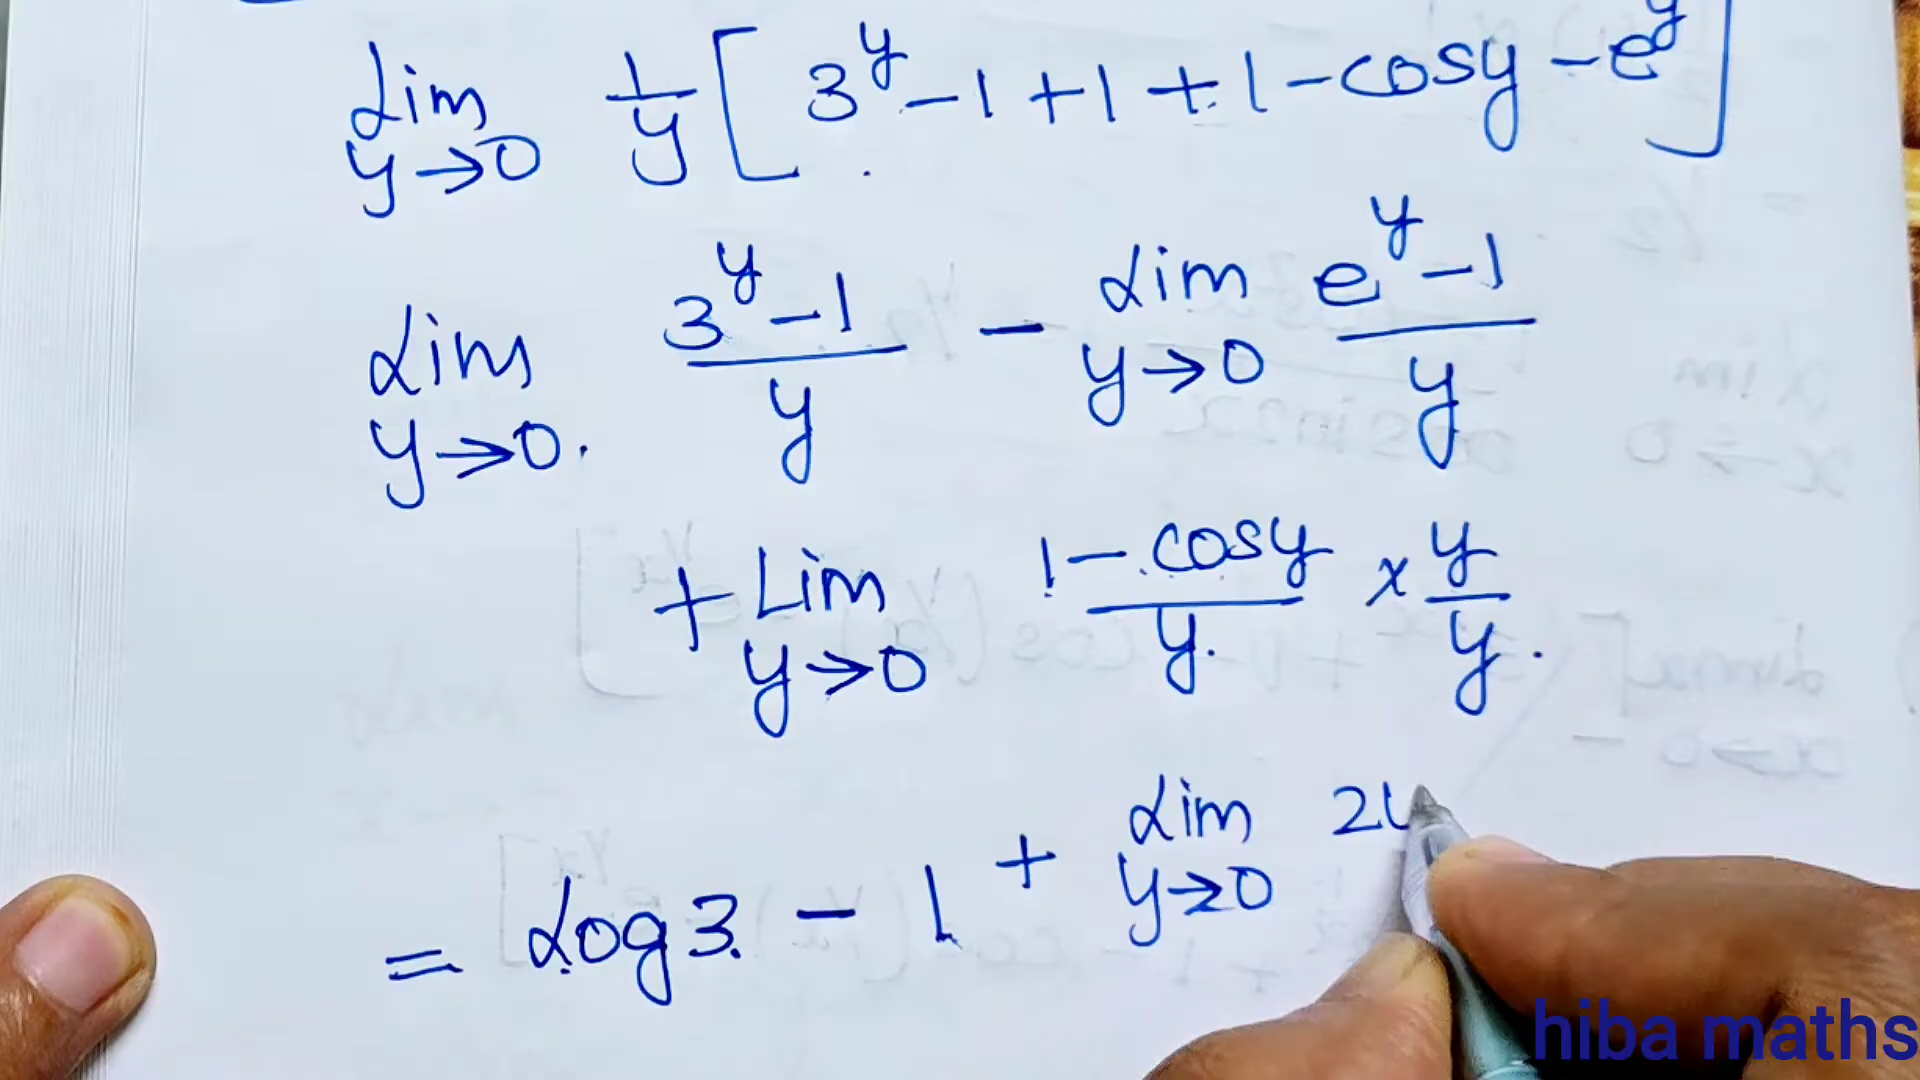 Lim y→0 1/y [ 3^y - 1 + 1 + 1 - cosy - e^y ]
Lim y→0. 3^y - 1 / y - Lim y→0 e^y - 1 / y
+ Lim y→0 1 - cosy / y. × y / y.
= Log3. - 1 + Lim y→0
hiba maths